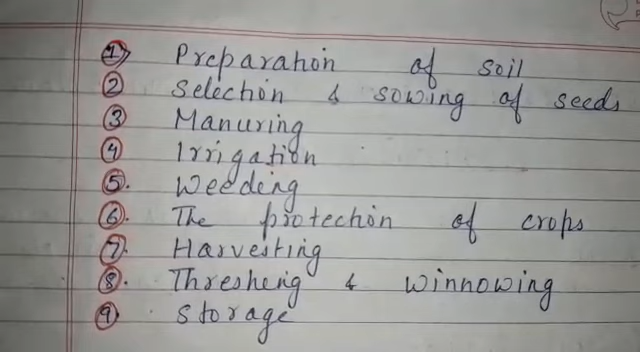 1) Preparation of soil
2 Selection & sowing of seeds
3 Manuring
4 Irrigation
5. Weeding
6. The protection of crops
7. Harvesting
8. Threshing & winnowing
9. Storage